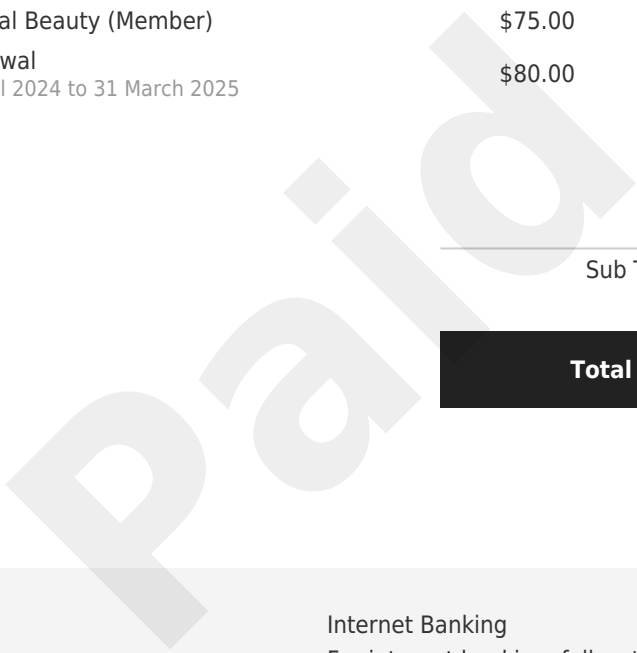 al Beauty (Member) $75.00
wal
l 2024 to 31 March 2025
$80.00
Sub
Total
Paid
Internet Banking